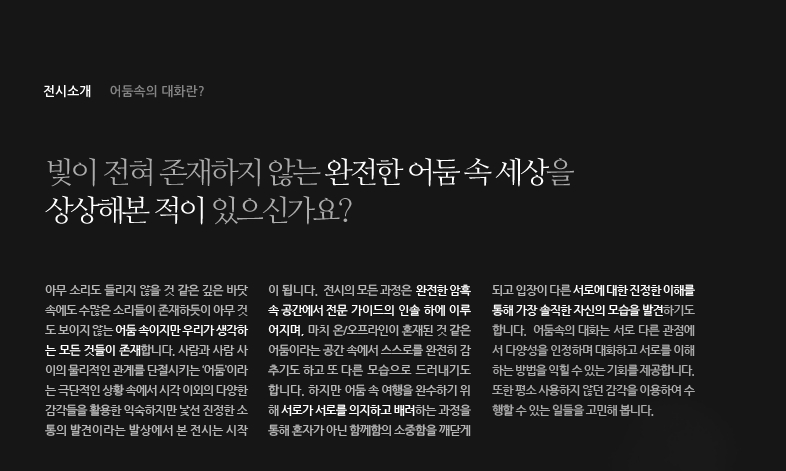 전시소개 어둠속의 대화란?
빛이 전혀 존재하지 않는 완전한 어둠 속 세상을
상상해본 적이 있으신가요?
아무 소리도 들리지 않을 것 같은 깊은 바닷
속에도 수많은 소리들이 존재하듯이 아무 것
도 보이지 않는 어둠 속이지만 우리가 생각하
는 모든 것들이 존재합니다. 사람과 사람 사
이의 물리적인 관계를 단절시키는 '어둠'이라
는 극단적인 상황 속에서 시각 이외의 다양한
감각들을 활용한 익숙하지만 낯선 진정한 소
통의 발견이라는 발상에서 본 전시는 시작
이 됩니다. 전시의 모든 과정은 완전한 암흑
속 공간에서 전문 가이드의 인솔 하에 이루
어지며, 마치 온/오프라인이 혼재된 것 같은
어둠이라는 공간 속에서 스스로를 완전히 감
추기도 하고 또 다른 모습으로 드러내기도
합니다. 하지만 어둠 속 여행을 완수하기 위
해 서로가 서로를 의지하고 배려하는 과정을
통해 혼자가 아닌 함께함의 소중함을 깨닫게
되고 입장이 다른 서로에 대한 진정한 이해를
통해 가장 솔직한 자신의 모습을 발견하기도
합니다. 어둠속의 대화는 서로 다른 관점에
서 다양성을 인정하며 대화하고 서로를 이해
하는 방법을 익힐 수 있는 기회를 제공합니다.
또한 평소 사용하지 않던 감각을 이용하여 수
행할 수 있는 일들을 고민해 봅니다.